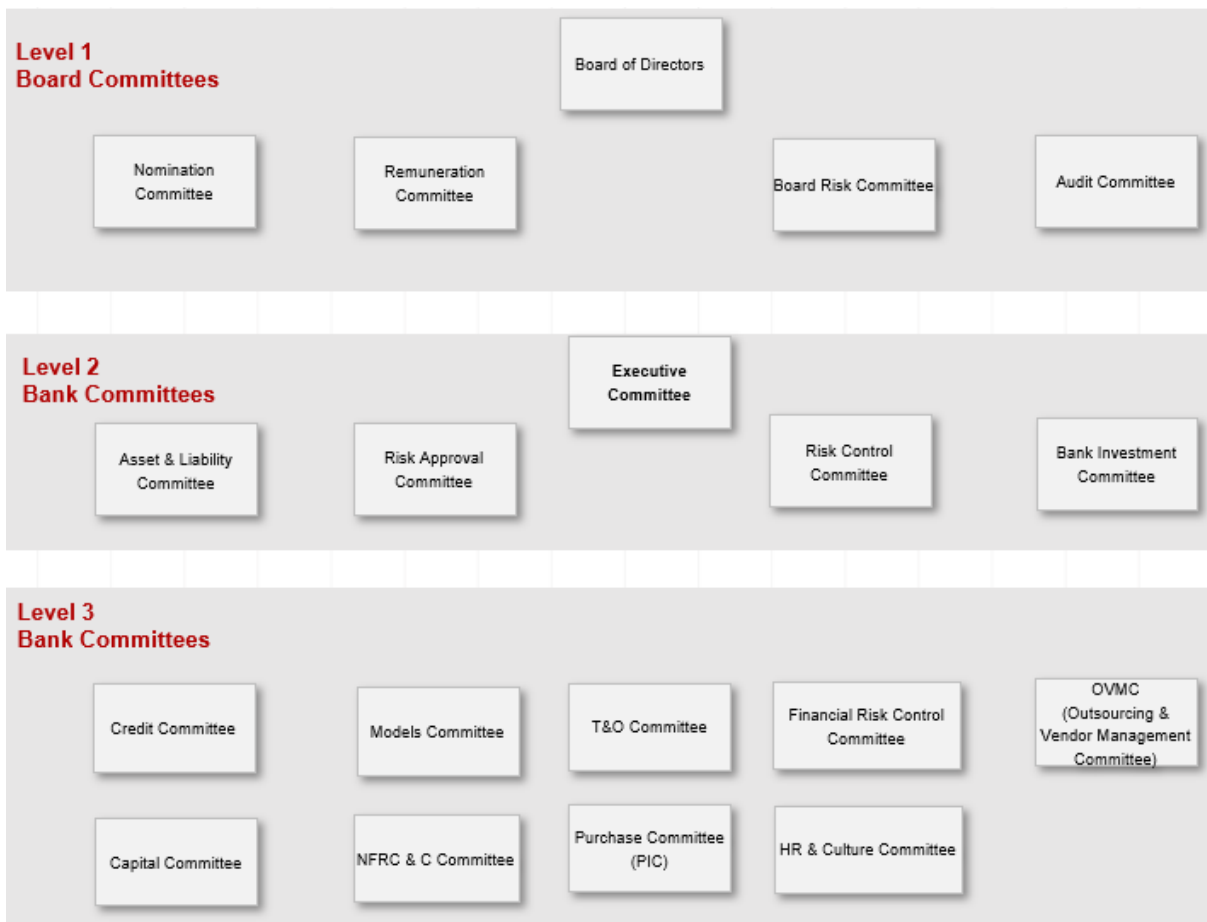 Level 1
Board Committees
Board of Directors
Nomination
Committee
Remuneration
Committee
Board Risk Committee
Audit Committee
Level 2
Bank Committees
Executive
Committee
Asset & Liability
Committee
Risk Approval
Committee
Risk Control
Committee
Bank Investment
Committee
Level 3
Bank Committees
Credit Committee
Models Committee
T&O Committee
Financial Risk Control
Committee
OVMC
(Outsourcing &
Vendor Management
Committee)
Capital Committee
NFRC & C Committee
Purchase Committee
(PIC)
HR & Culture Committee